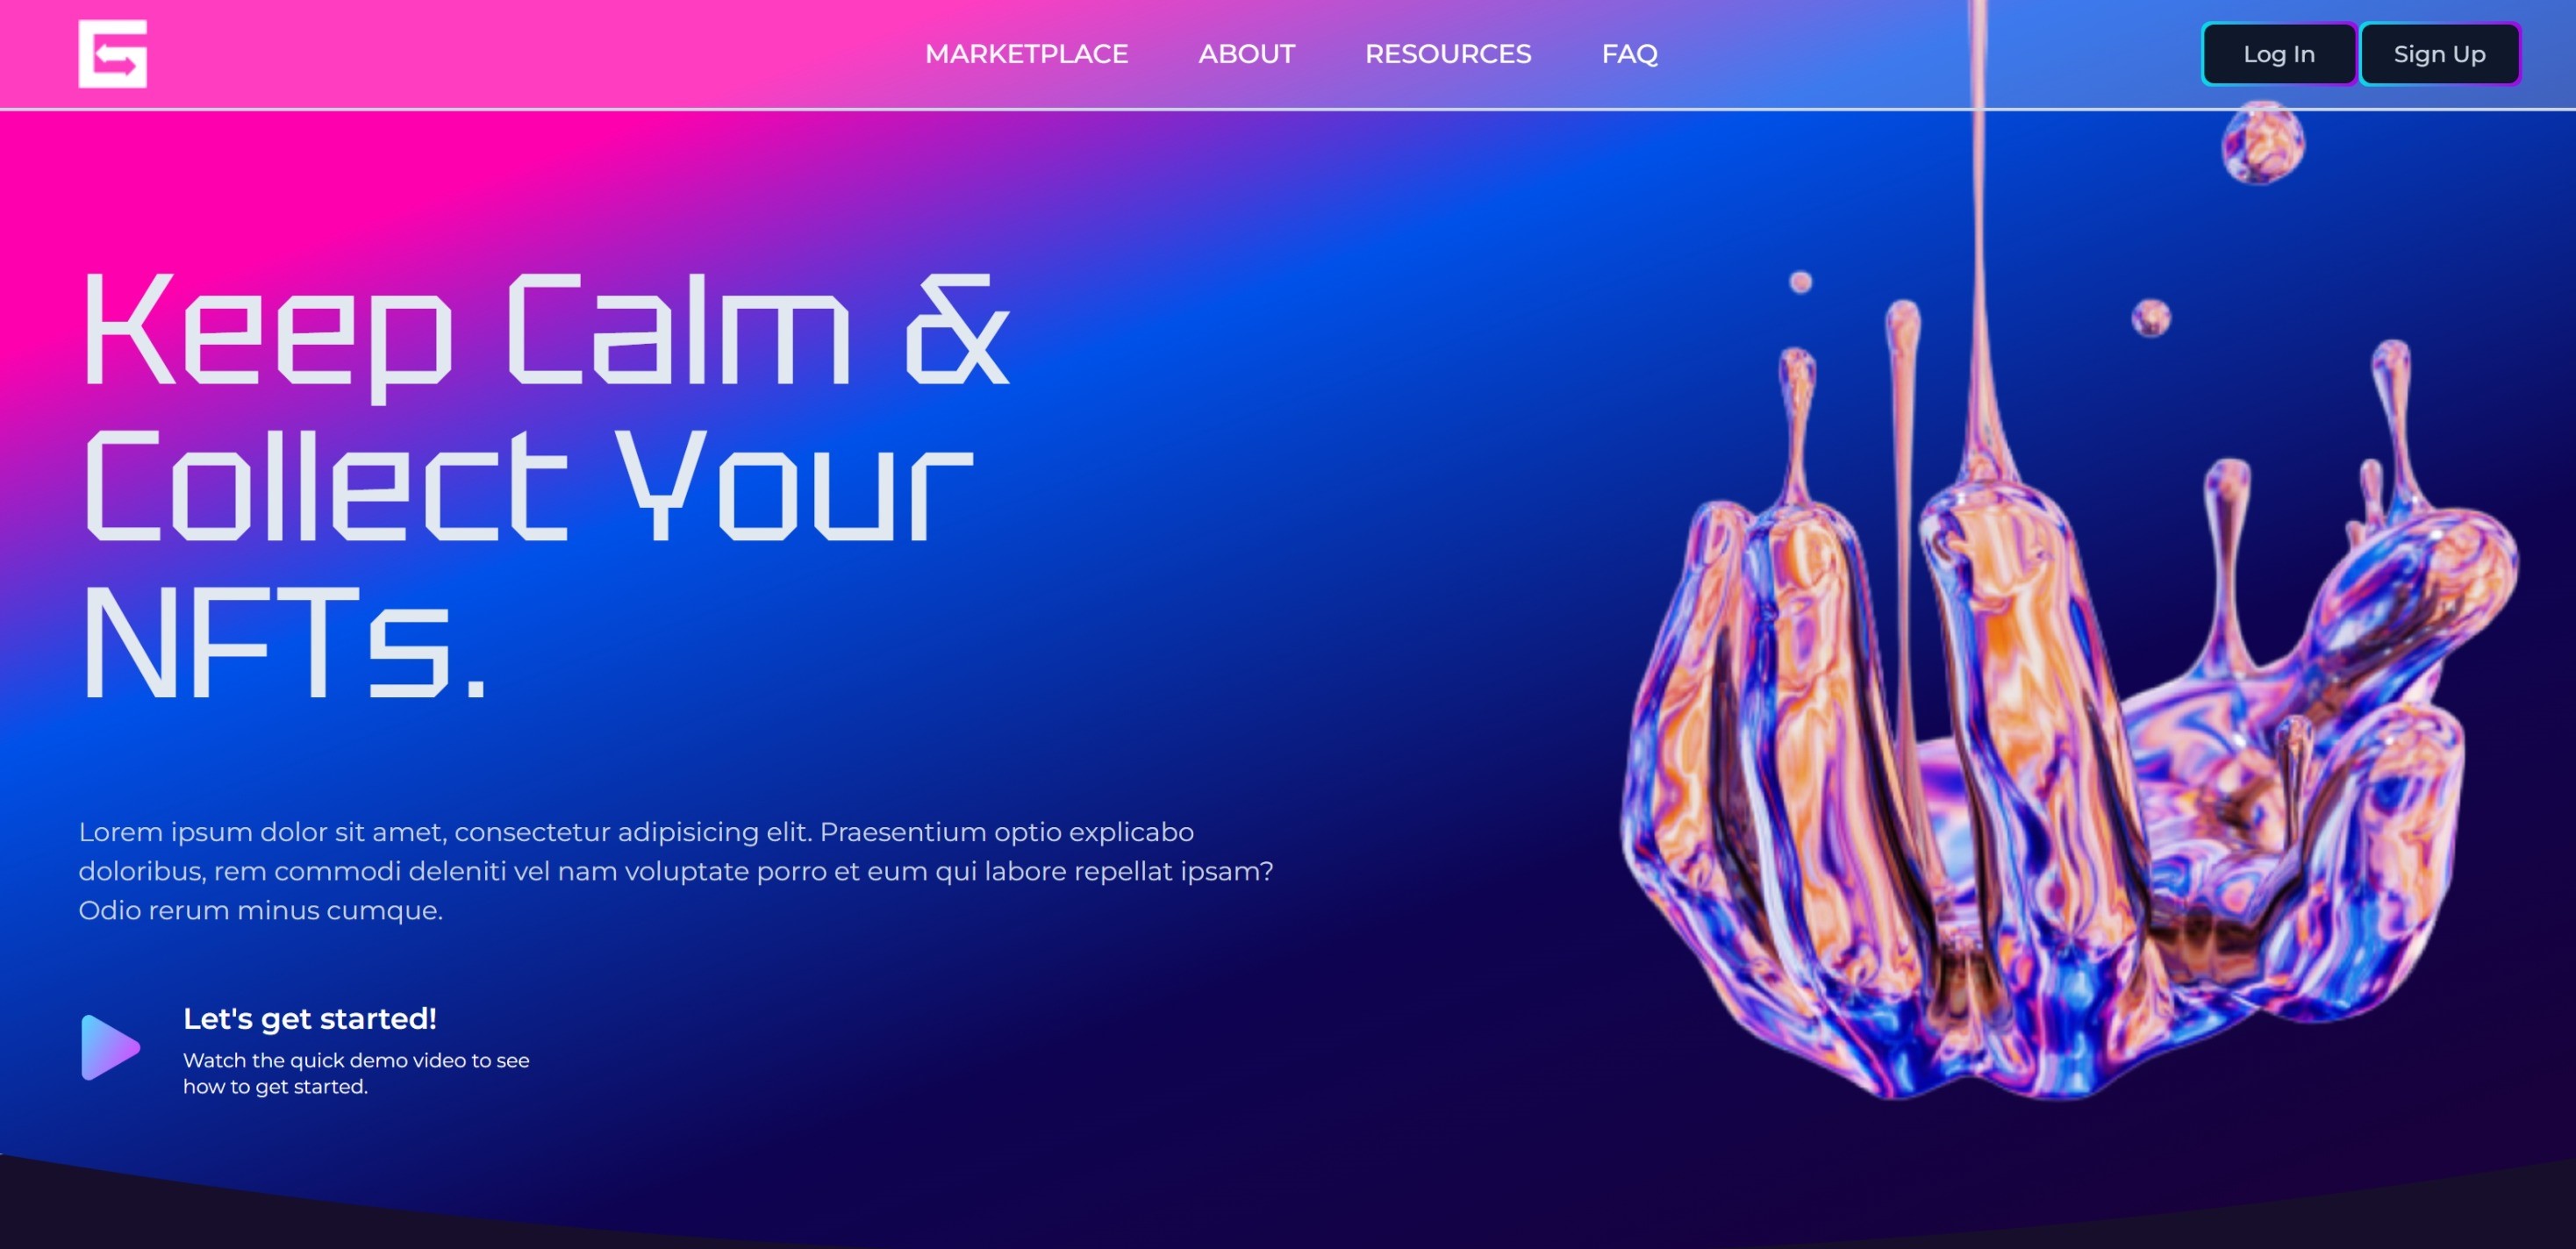 MARKETPLACE ABOUT RESOURCES FAQ Log In Sign Up
Keep Calm &
Collect Your
NFTs.
Lorem ipsum dolor sit amet, consectetur adipisicing elit. Praesentium optio explicabo
doloribus, rem commodi deleniti vel nam voluptate porro et eum qui labore repellat ipsam?
Odio rerum minus cumque.
Let's get started!
Watch the quick demo video to see
how to get started.